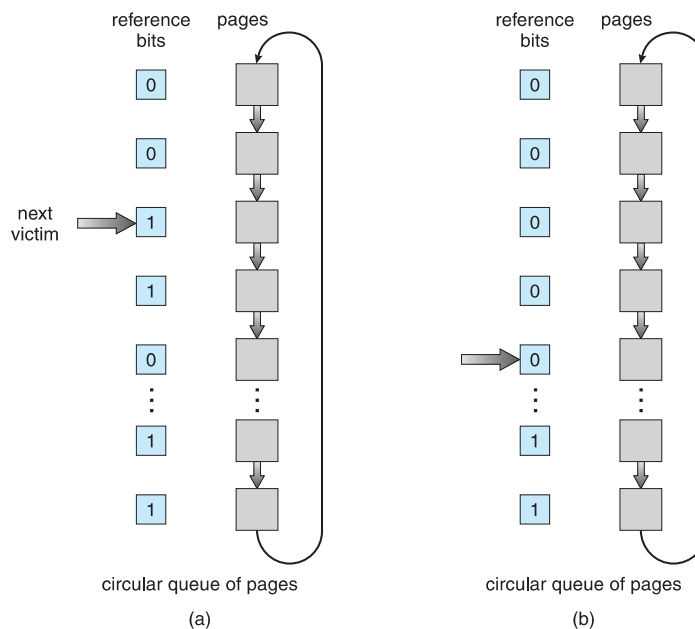 reference pages
bits
0
0
next
victim
1
1
0
1
1
circular queue of pages
(a)
reference pages
bits
0
0
0
0
0
1
1
circular queue of pages
(b)